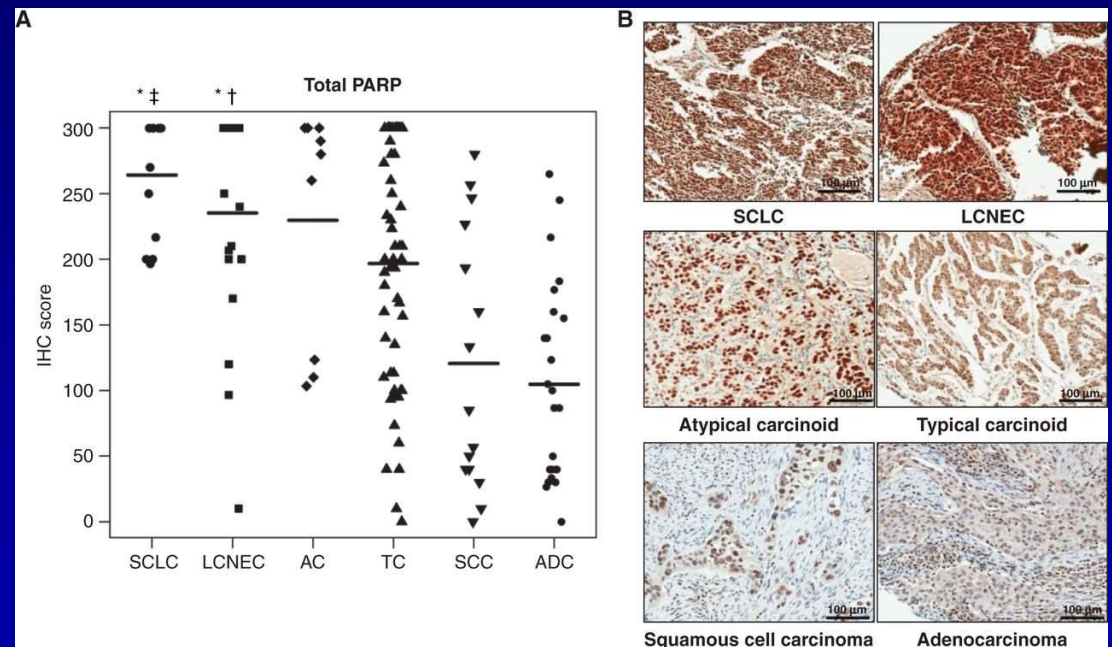 A
Total PARP
* ‡
* †
300
250
200
150
100
50
0
IHC score
SCLC
LCNEC
AC
TC
SCC
ADC
B
100 µm
100 µm
SCLC
LCNEC
100 µm
100 µm
Atypical carcinoid
Typical carcinoid
100 µm
100 µm
Squamous cell carcinoma
Adenocarcinoma